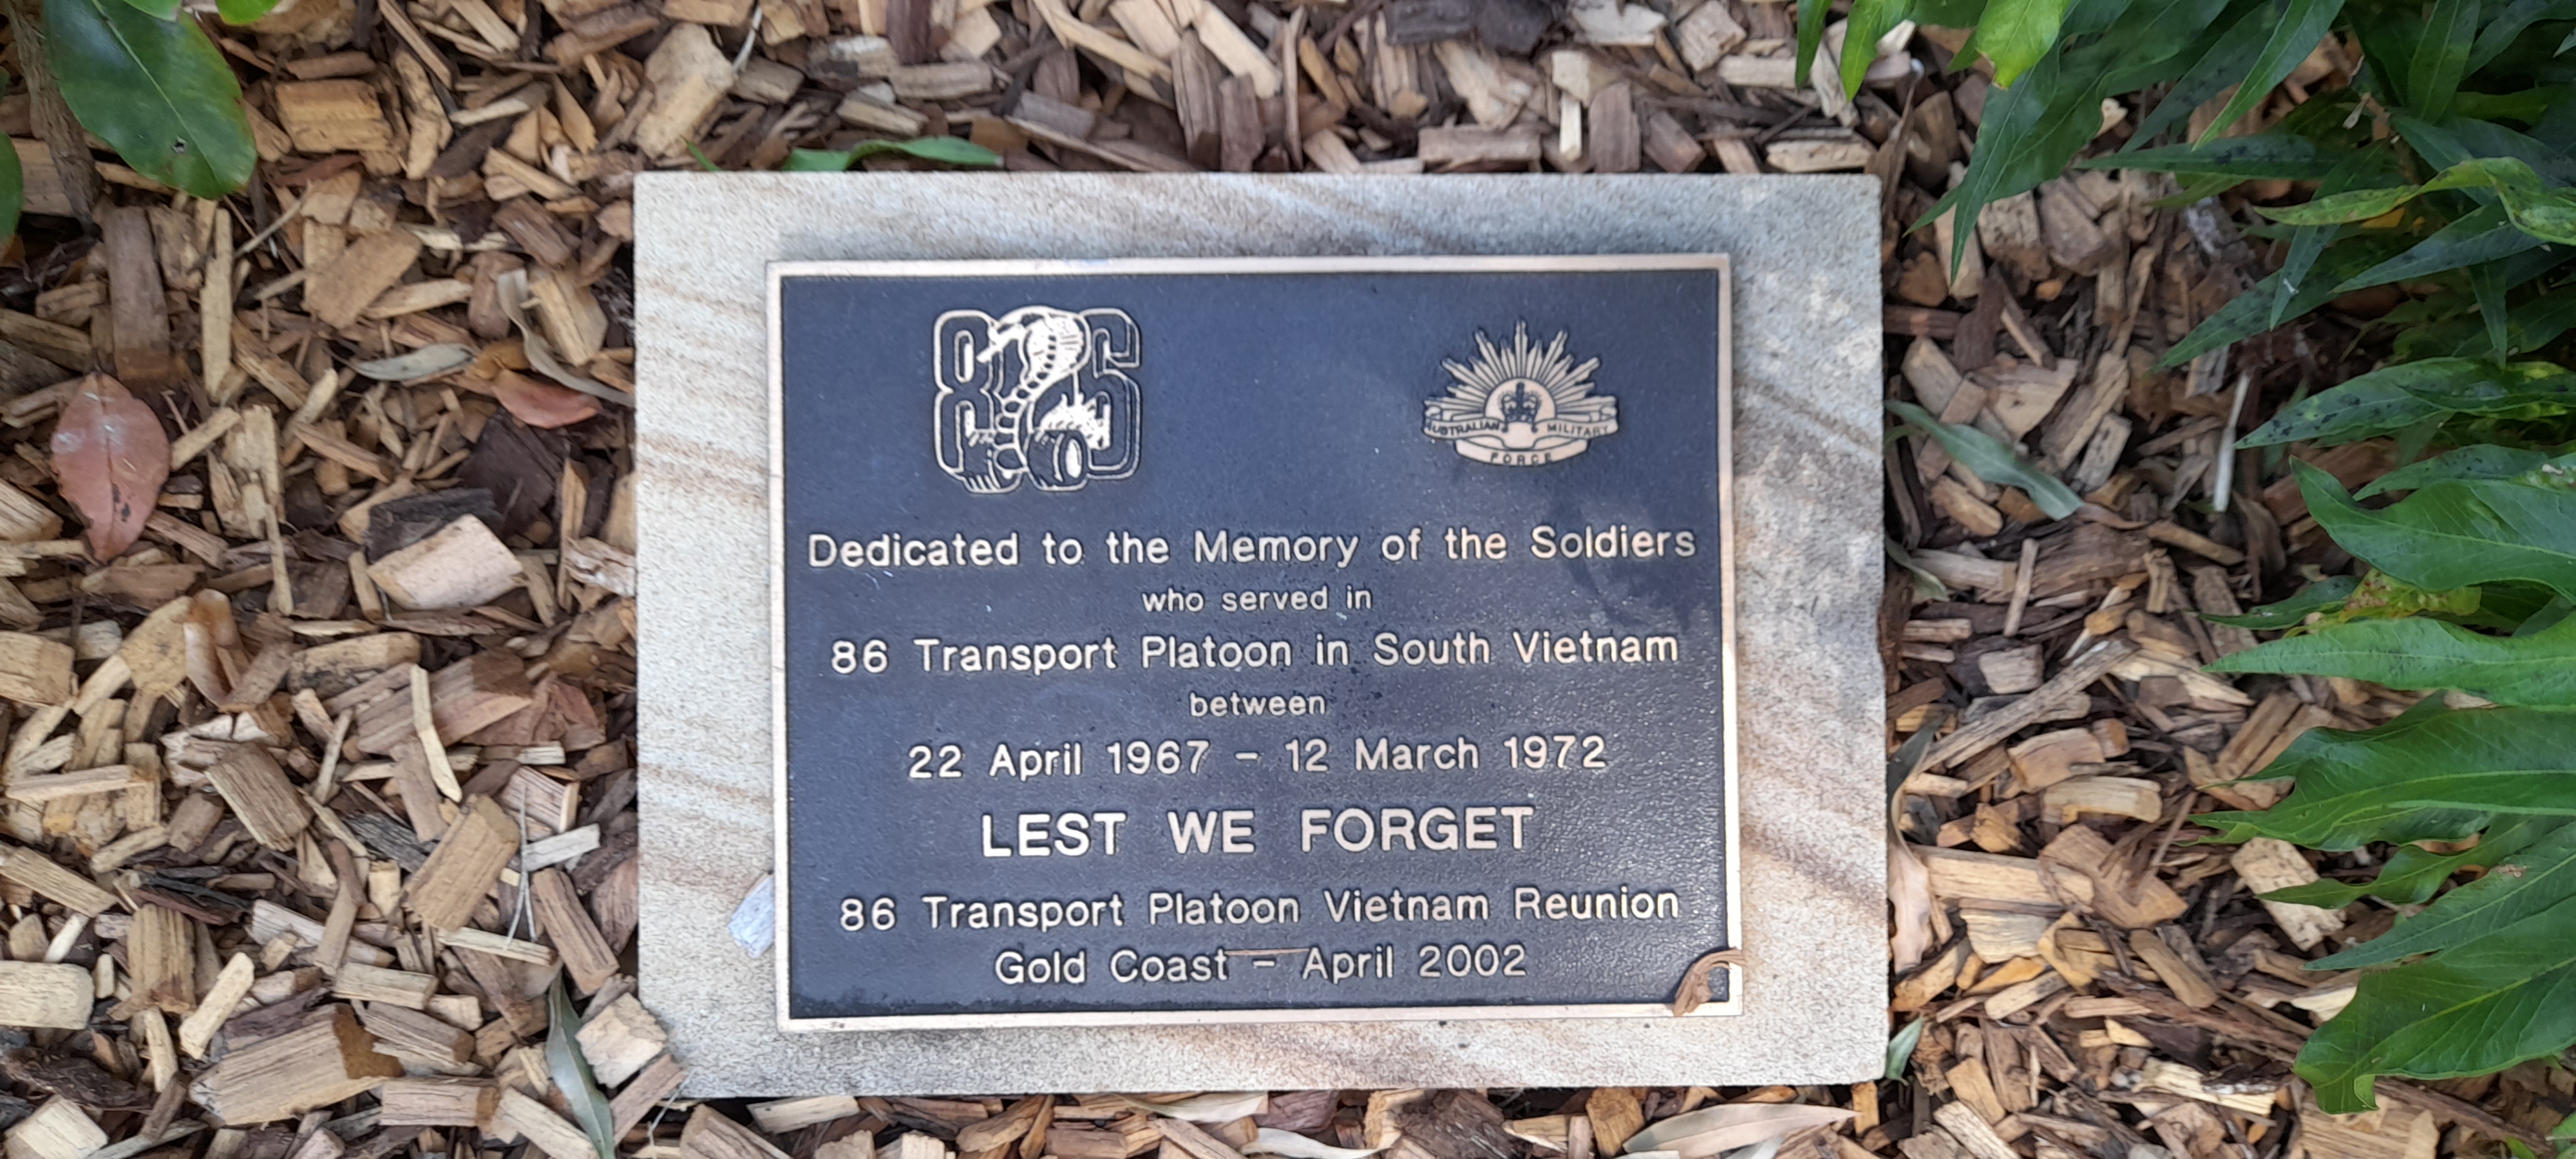 86
AUSTRALIAN MILITARY
FORCE
Dedicated to the Memory of the Soldiers
who served in
86 Transport Platoon in South Vietnam
between
22 April 1967 - 12 March 1972
LEST WE FORGET
86 Transport Platoon Vietnam Reunion
Gold Coast - April 2002